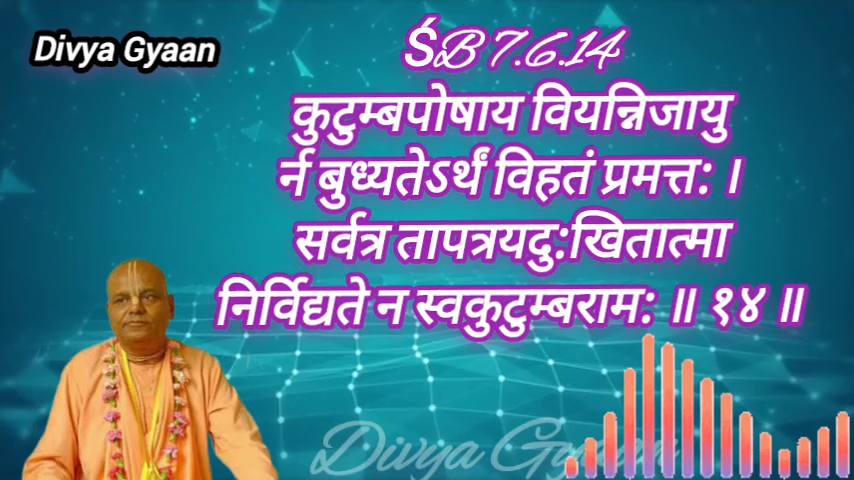 Divya Gyaan
ŚB 7.6.14
कुटुम्बपोषाय वियन्निजायु
र्न बुध्यतेऽर्थं विहतं प्रमत्त: ।
सर्वत्र तापत्रयदु:खितात्मा
निर्विद्यते न स्वकुटुम्बराम: ॥ १४ ॥
Divya Gyaan